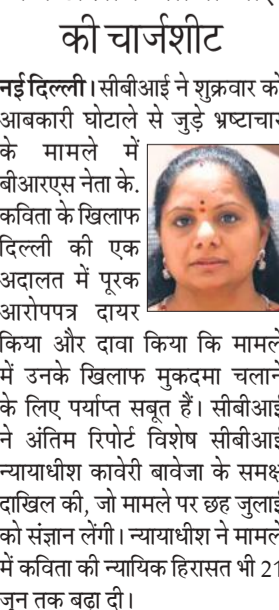 की चार्जशीट
नई दिल्ली। सीबीआई ने शुक्रवार को
आबकारी घोटाले से जुड़े भ्रष्टाचार
के मामले में
बीआरएस नेता के.
कविता के खिलाफ
दिल्ली की एक
अदालत में पूरक
आरोपपत्र दायर
किया और दावा किया कि मामले
में उनके खिलाफ मुकदमा चलाने
के लिए पर्याप्त सबूत हैं। सीबीआई
ने अंतिम रिपोर्ट विशेष सीबीआई
न्यायाधीश कावेरी बावेजा के समक्ष
दाखिल की, जो मामले पर छह जुलाई
को संज्ञान लेंगी। न्यायाधीश ने मामले
में कविता की न्यायिक हिरासत भी 21
जून तक बढ़ा दी।